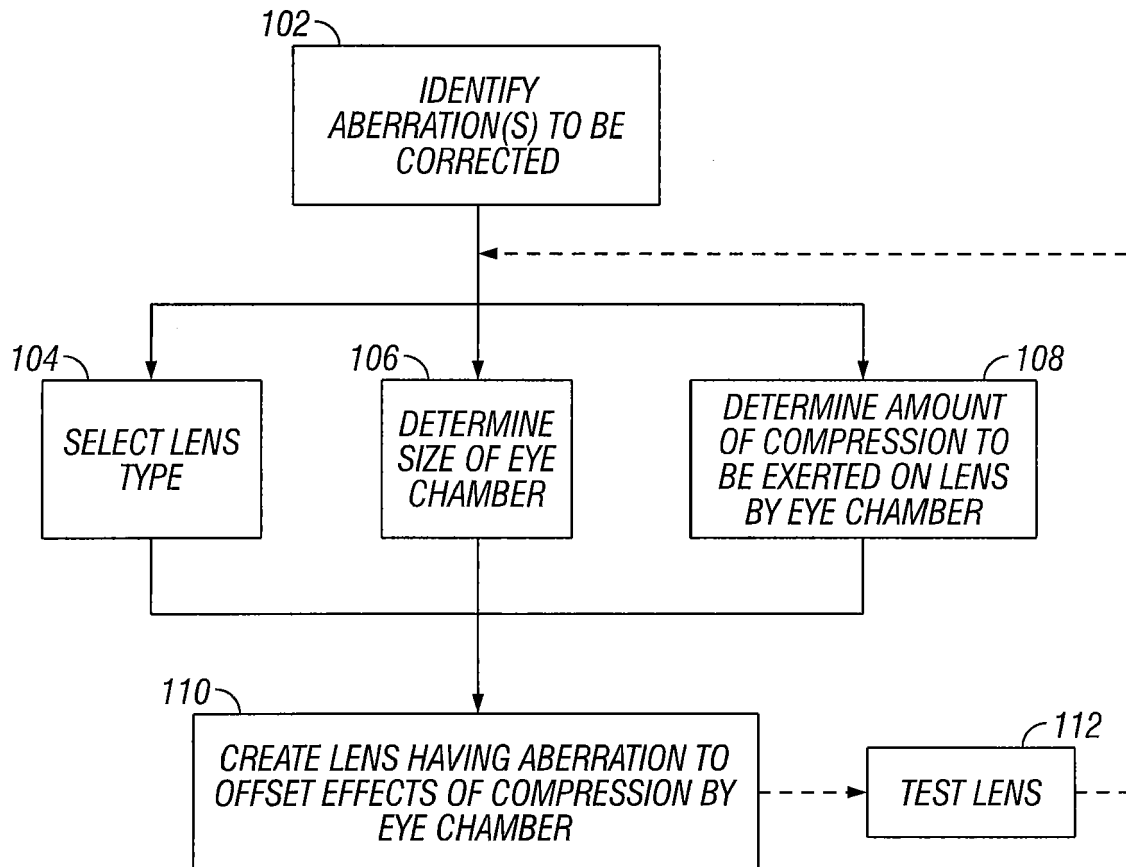 102
IDENTIFY
ABERRATION(S) TO BE
CORRECTED
104
SELECT LENS
TYPE
106
DETERMINE
SIZE OF EYE
CHAMBER
108
DETERMINE AMOUNT
OF COMPRESSION TO
BE EXERTED ON LENS
BY EYE CHAMBER
110
CREATE LENS HAVING ABERRATION TO
OFFSET EFFECTS OF COMPRESSION BY
EYE CHAMBER
112
TEST LENS